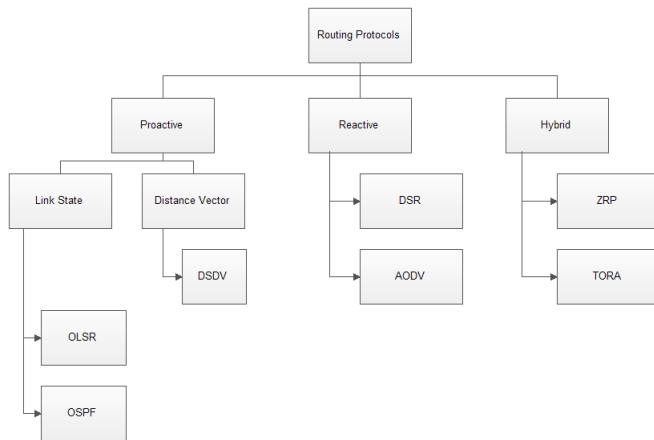 Routing Protocols
Proactive
Reactive
Hybrid
Link State
Distance Vector
DSR
ZRP
DSDV
AODV
TORA
OLSR
OSPF